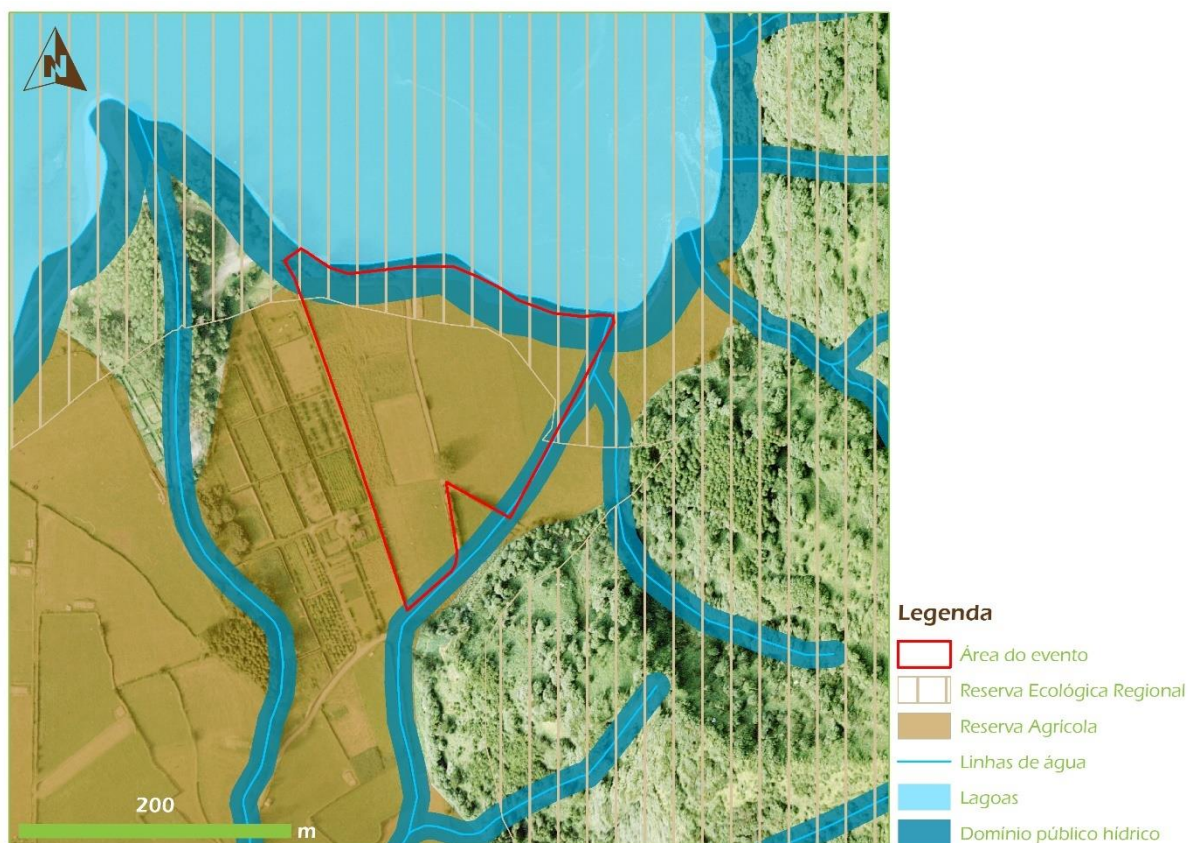 N
200
m
Legenda
Área do evento
Reserva Ecológica Regional
Reserva Agrícola
Linhas de água
Lagoas
Domínio público hídrico